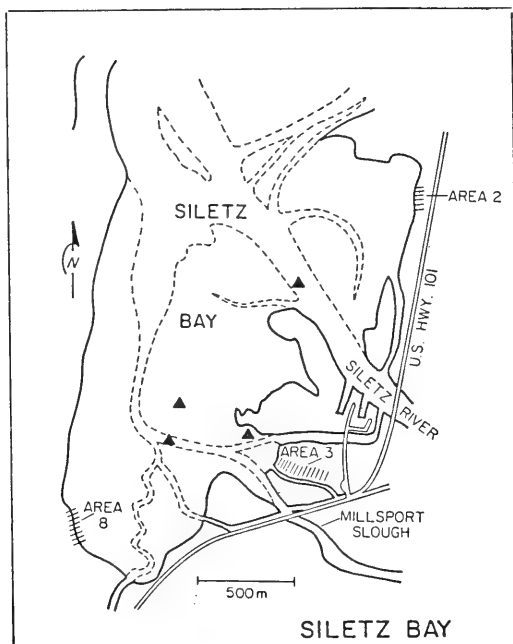 SILETZ
AREA 2
N
U.S. HWY. 101
BAY
SILETZ
RIVER
AREA 3
AREA
8
MILLSPORT
SLOUGH
500m
SILETZ BAY